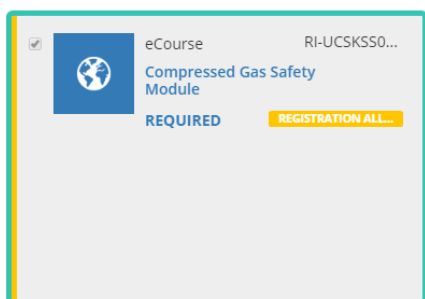 eCourse RI-UCSKSS0...
Compressed Gas Safety
Module
REQUIRED REGISTRATION ALL...